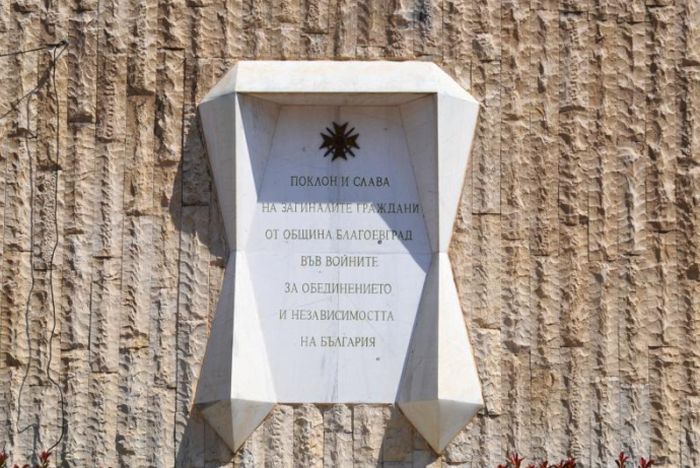 ПОКЛОН И СЛАВА
НА ЗАГИНАЛИТЕ ГРАЖДАНИ
ОТ ОБЩИНА БЛАГОЕВГРАД
ВЪВ ВОЙНИТЕ
ЗА ОБЕДИНЕНИЕТО
И НЕЗАВИСИМОСТТА
НА БЪЛГАРИЯ